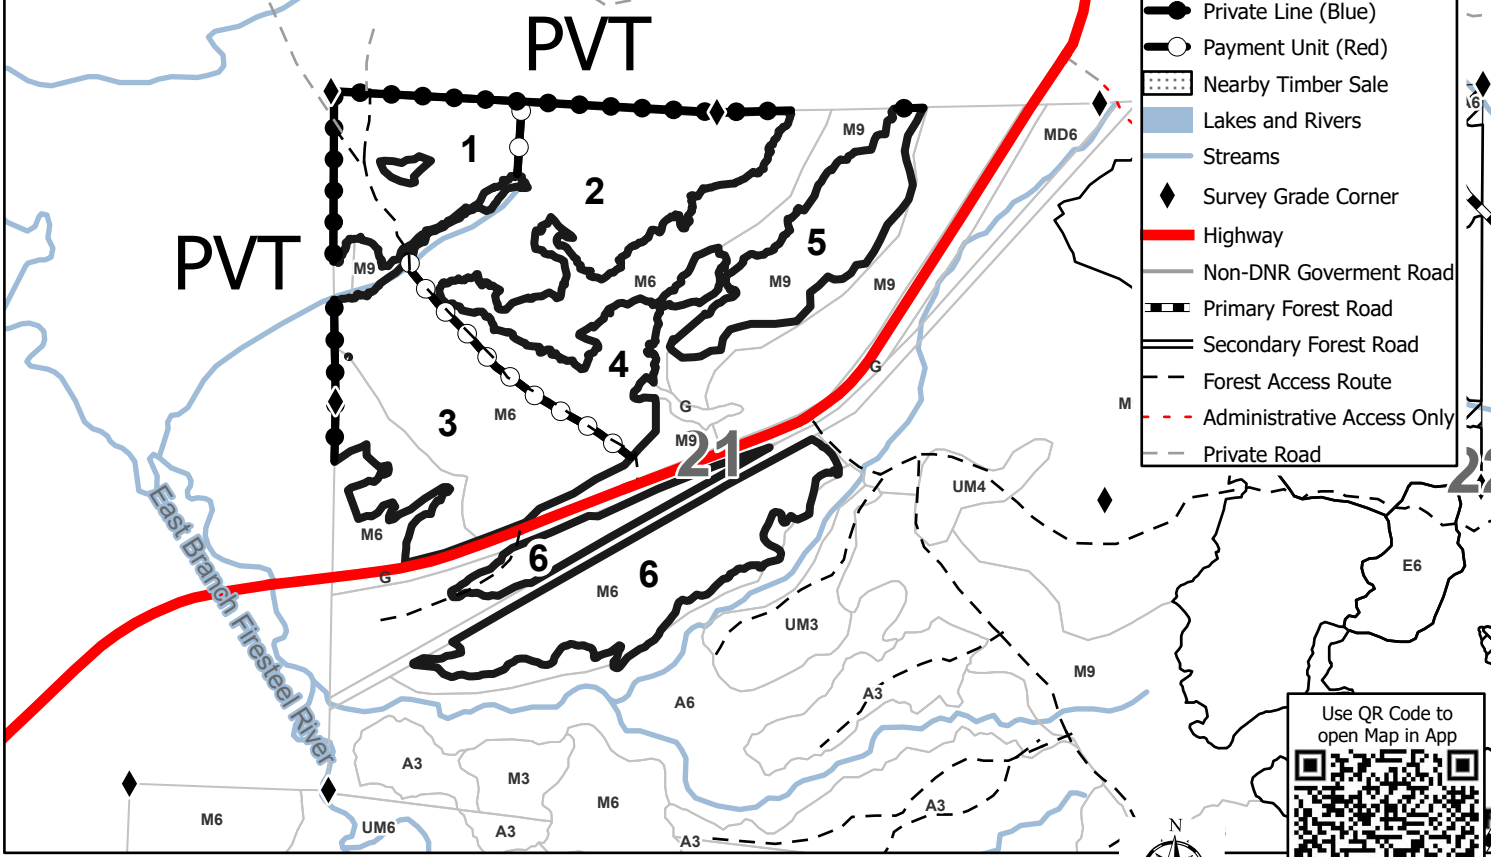 PVT
PVT
1
2
3
4
5
6
6
21
M9
M9
M6
M9
M9
MD6
M6
G
G
M9
M
M6
G
M6
UM4
UM3
E6
M9
A6
A3
A3
A3
M3
M6
A3
A3
M6
UM6
East Branch Firesteel River
Private Line (Blue)
Payment Unit (Red)
Nearby Timber Sale
Lakes and Rivers
Streams
Survey Grade Corner
Highway
Non-DNR Goverment Road
Primary Forest Road
Secondary Forest Road
Forest Access Route
Administrative Access Only
Private Road
Use QR Code to
open Map in App
N